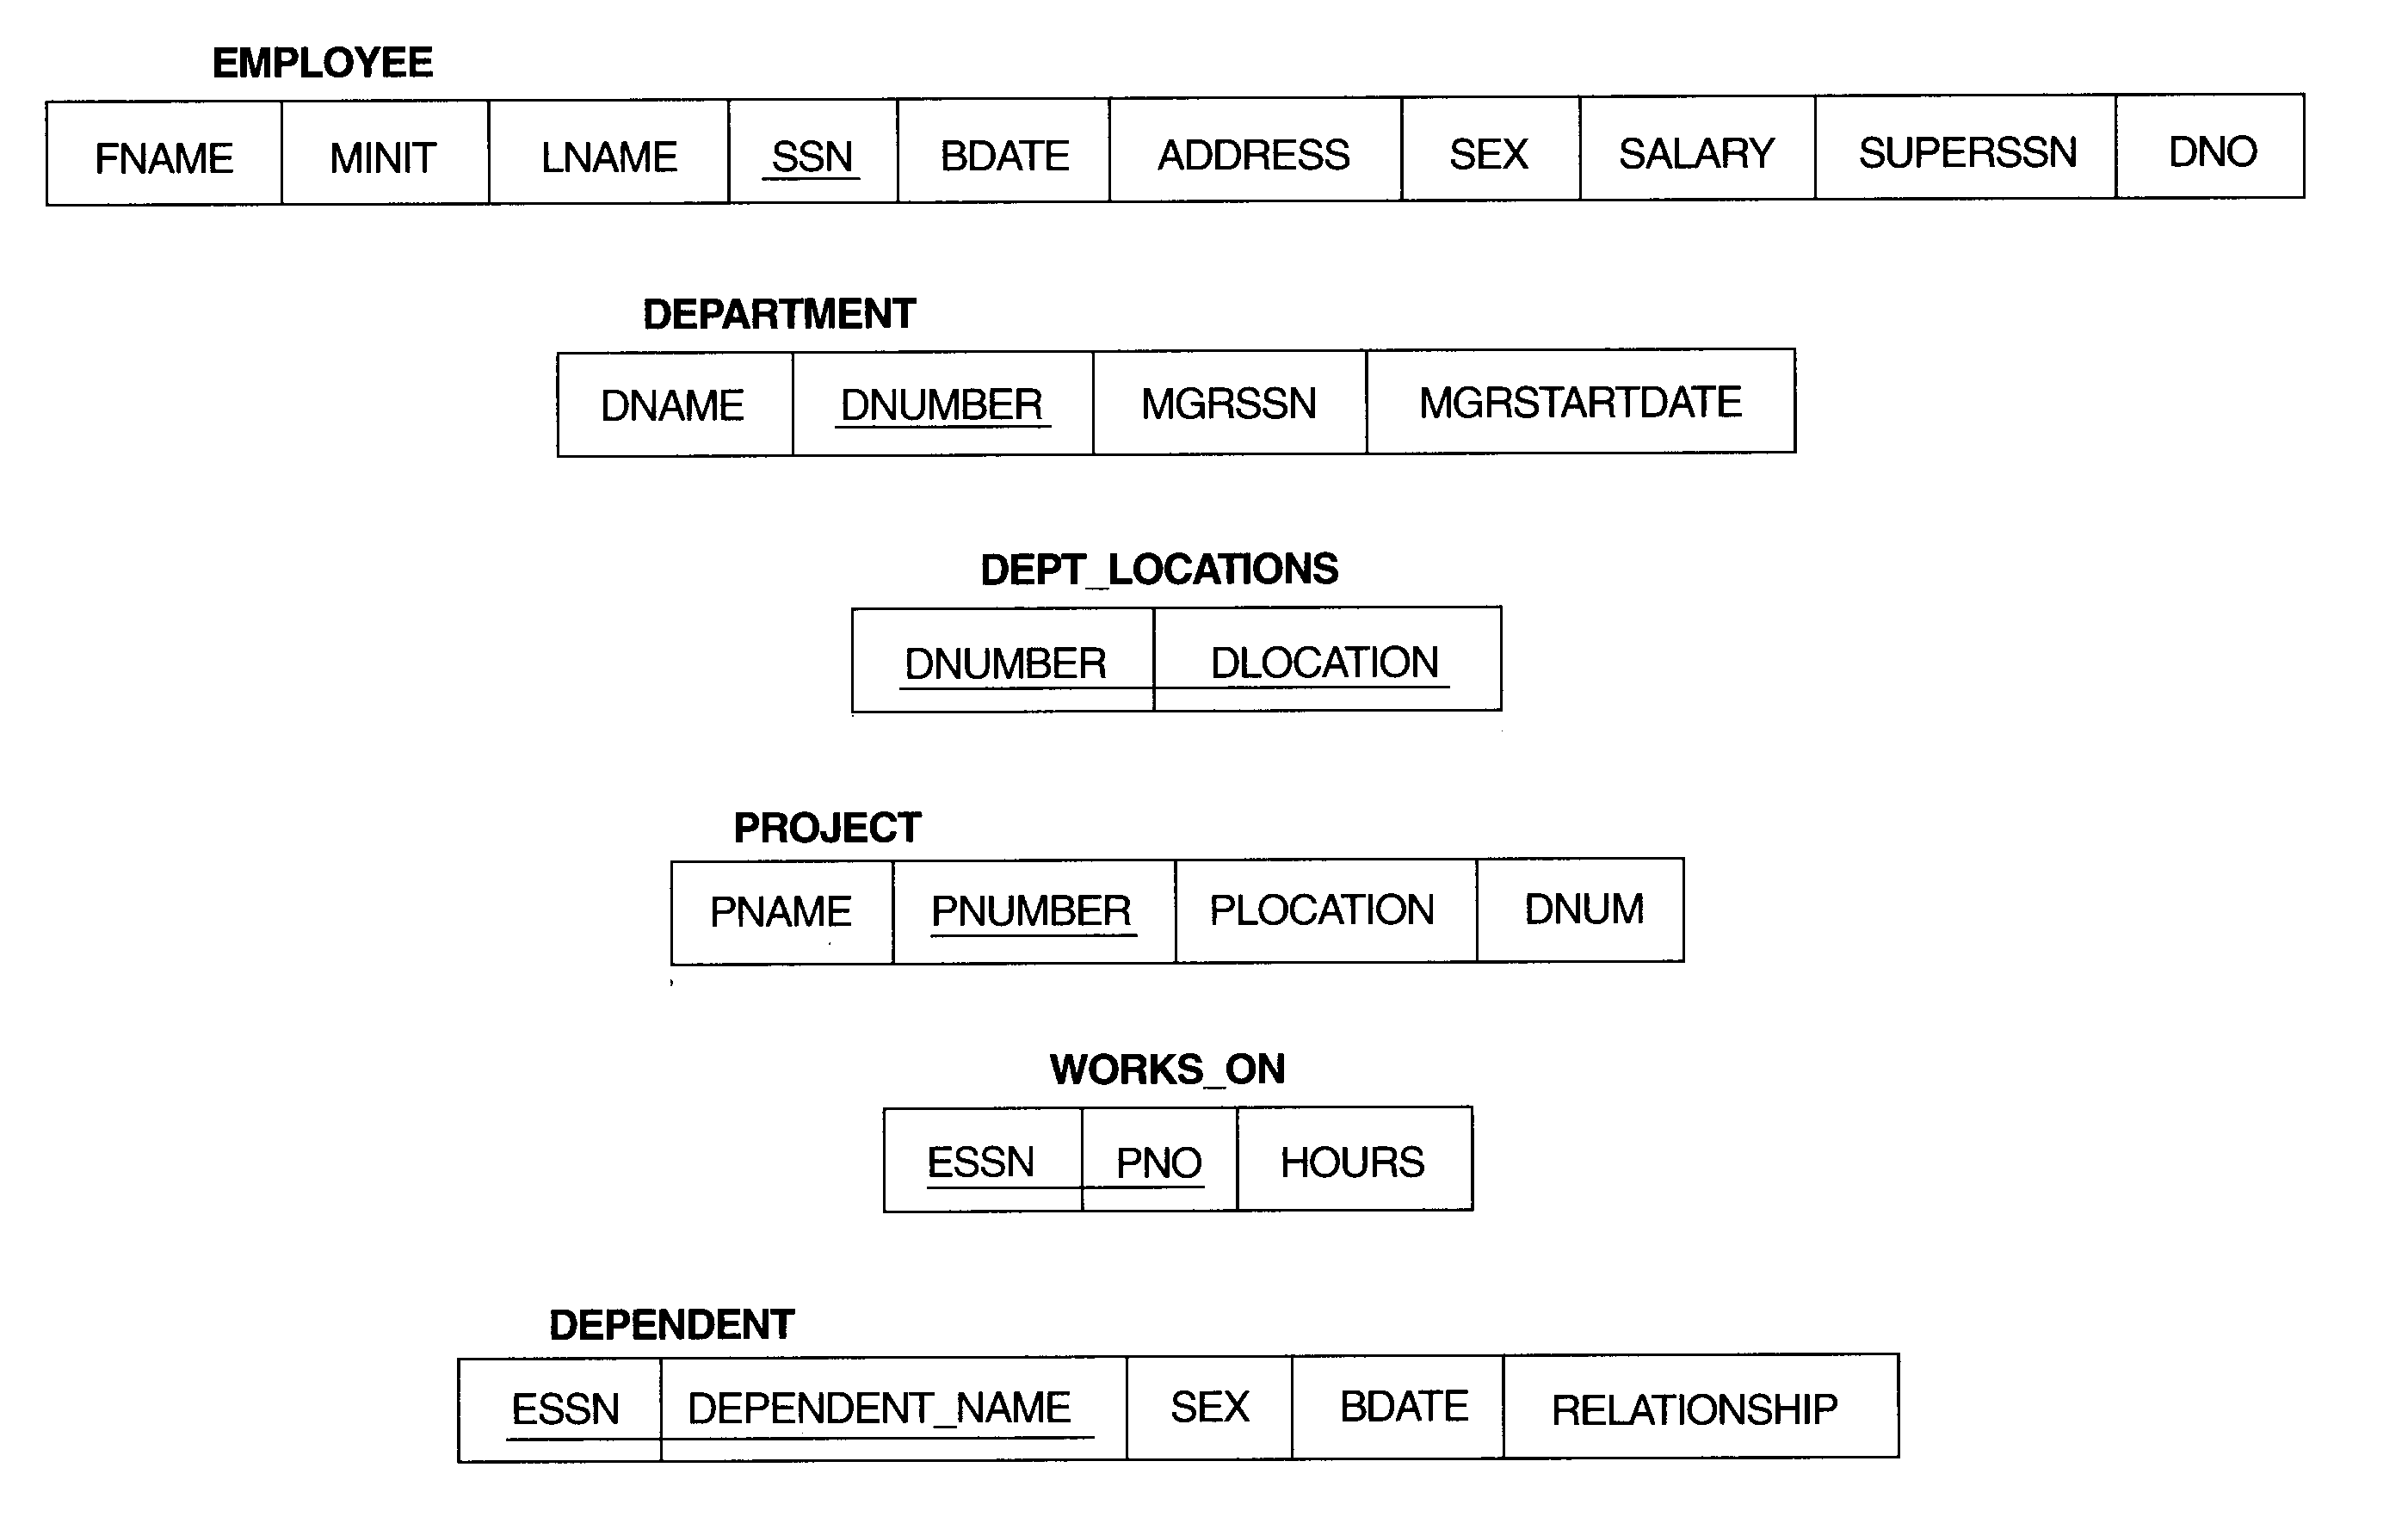 EMPLOYEE
FNAME MINIT LNAME SSN BDATE ADDRESS SEX SALARY SUPERSSN DNO
DEPARTMENT
DNAME DNUMBER MGRSSN MGRSTARTDATE
DEPT_LOCATIONS
DNUMBER DLOCATION
PROJECT
PNAME PNUMBER PLOCATION DNUM
WORKS_ON
ESSN PNO HOURS
DEPENDENT
ESSN DEPENDENT_NAME SEX BDATE RELATIONSHIP